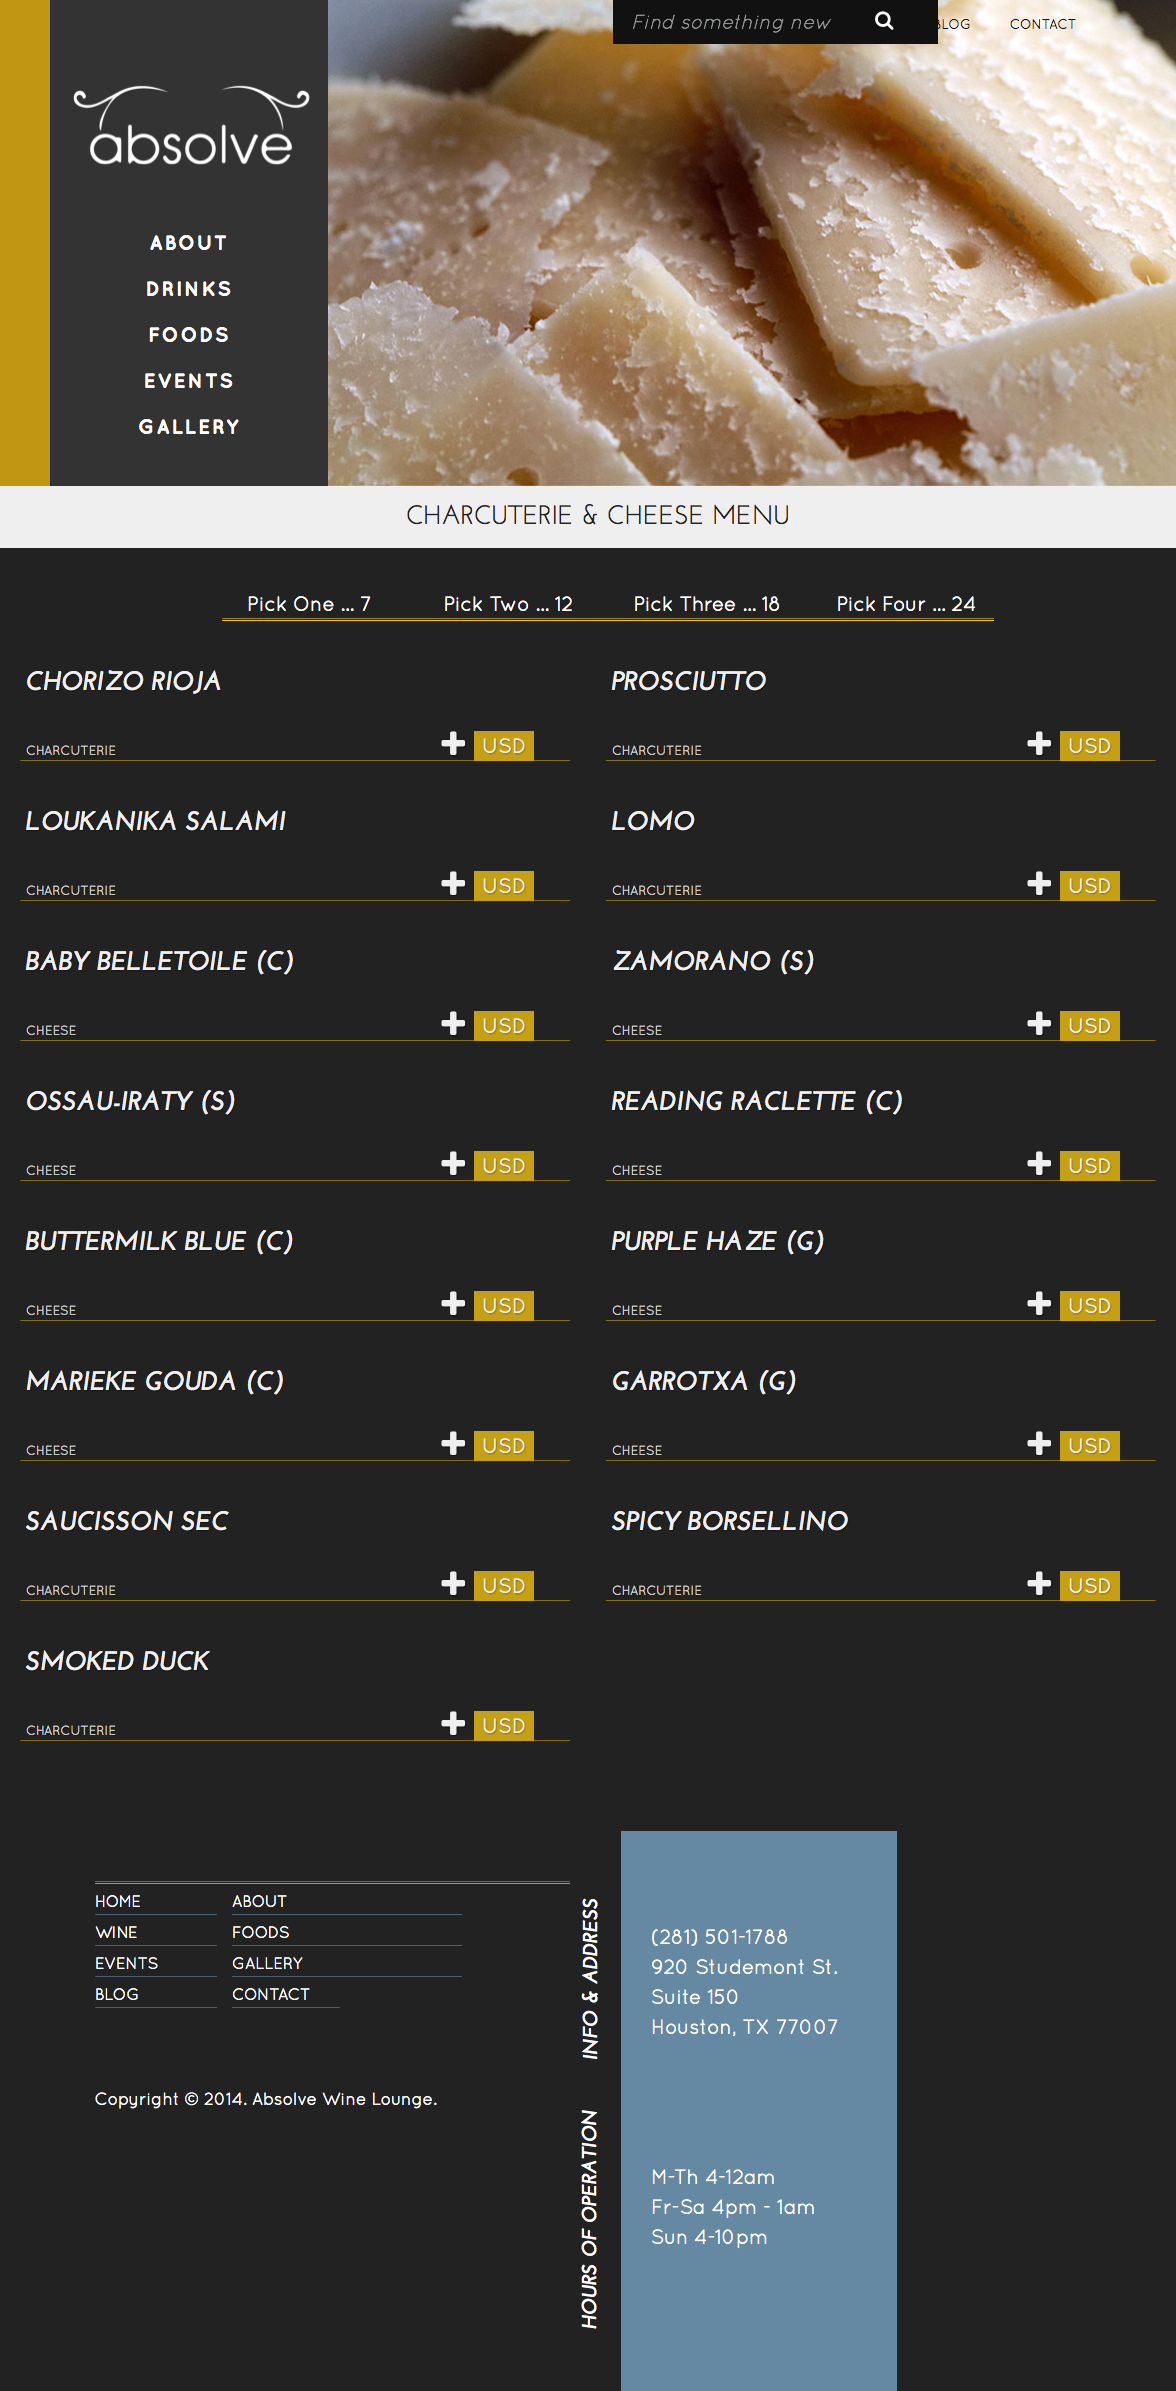 Find something new
BLOG
CONTACT
absolve
ABOUT
DRINKS
FOODS
EVENTS
GALLERY
CHARCUTERIE & CHEESE MENU
Pick One ... 7 Pick Two ... 12 Pick Three ... 18 Pick Four ... 24
CHORIZO RIOJA
CHARCUTERIE USD
PROSCIUTTO
CHARCUTERIE USD
LOUKANIKA SALAMI
CHARCUTERIE USD
LOMO
CHARCUTERIE USD
BABY BELLETOILE (C)
CHEESE USD
ZAMORANO (S)
CHEESE USD
OSSAU-IRATY (S)
CHEESE USD
READING RACLETTE (C)
CHEESE USD
BUTTERMILK BLUE (C)
CHEESE USD
PURPLE HAZE (G)
CHEESE USD
MARIEKE GOUDA (C)
CHEESE USD
GARROTXA (G)
CHEESE USD
SAUCISSON SEC
CHARCUTERIE USD
SPICY BORSELLINO
CHARCUTERIE USD
SMOKED DUCK
CHARCUTERIE USD
HOME ABOUT
WINE FOODS
EVENTS GALLERY
BLOG CONTACT
Copyright © 2014. Absolve Wine Lounge.
INFO & ADDRESS
(281) 501-1788
920 Studemont St.
Suite 150
Houston, TX 77007
HOURS OF OPERATION
M-Th 4-12am
Fr-Sa 4pm - 1am
Sun 4-10pm